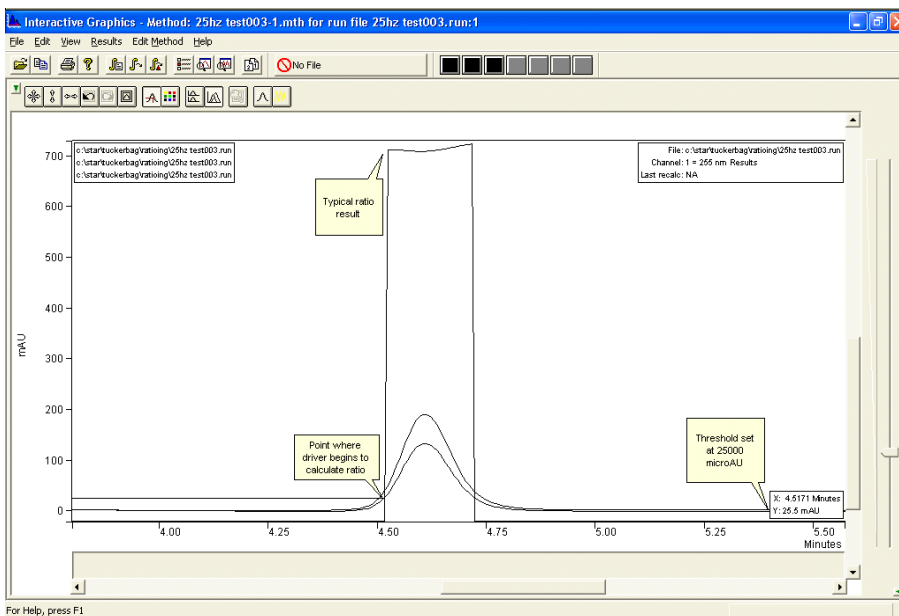 Interactive Graphics - Method: 25hz test003-1.mth for run file 25hz test003.run:1
File Edit View Results Edit Method Help
No File
c:\star\tuckerbag\ratioing\25hz test003.run
c:\star\tuckerbag\ratioing\25hz test003.run
c:\star\tuckerbag\ratioing\25hz test003.run
File: c:\star\tuckerbag\ratioing\25hz test003.run
Channel: 1 = 255 nm Results
Last recalc: NA
700
600
500
400
300
200
100
0
mAU
Typical ratio
result
Point where
driver begins to
calculate ratio
Threshold set
at 25000
microAU
X: 4.5171 Minutes
Y: 25.5 mAU
4.00 4.25 4.50 4.75 5.00 5.25 5.50
Minutes
For Help, press F1